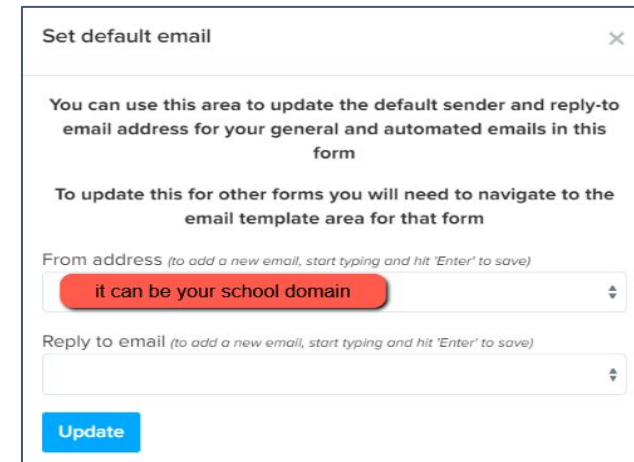 Set default email
×
You can use this area to update the default sender and reply-to
email address for your general and automated emails in this
form
To update this for other forms you will need to navigate to the
email template area for that form
From address (to add a new email, start typing and hit 'Enter' to save)
it can be your school domain
Reply to email (to add a new email, start typing and hit 'Enter' to save)
Update